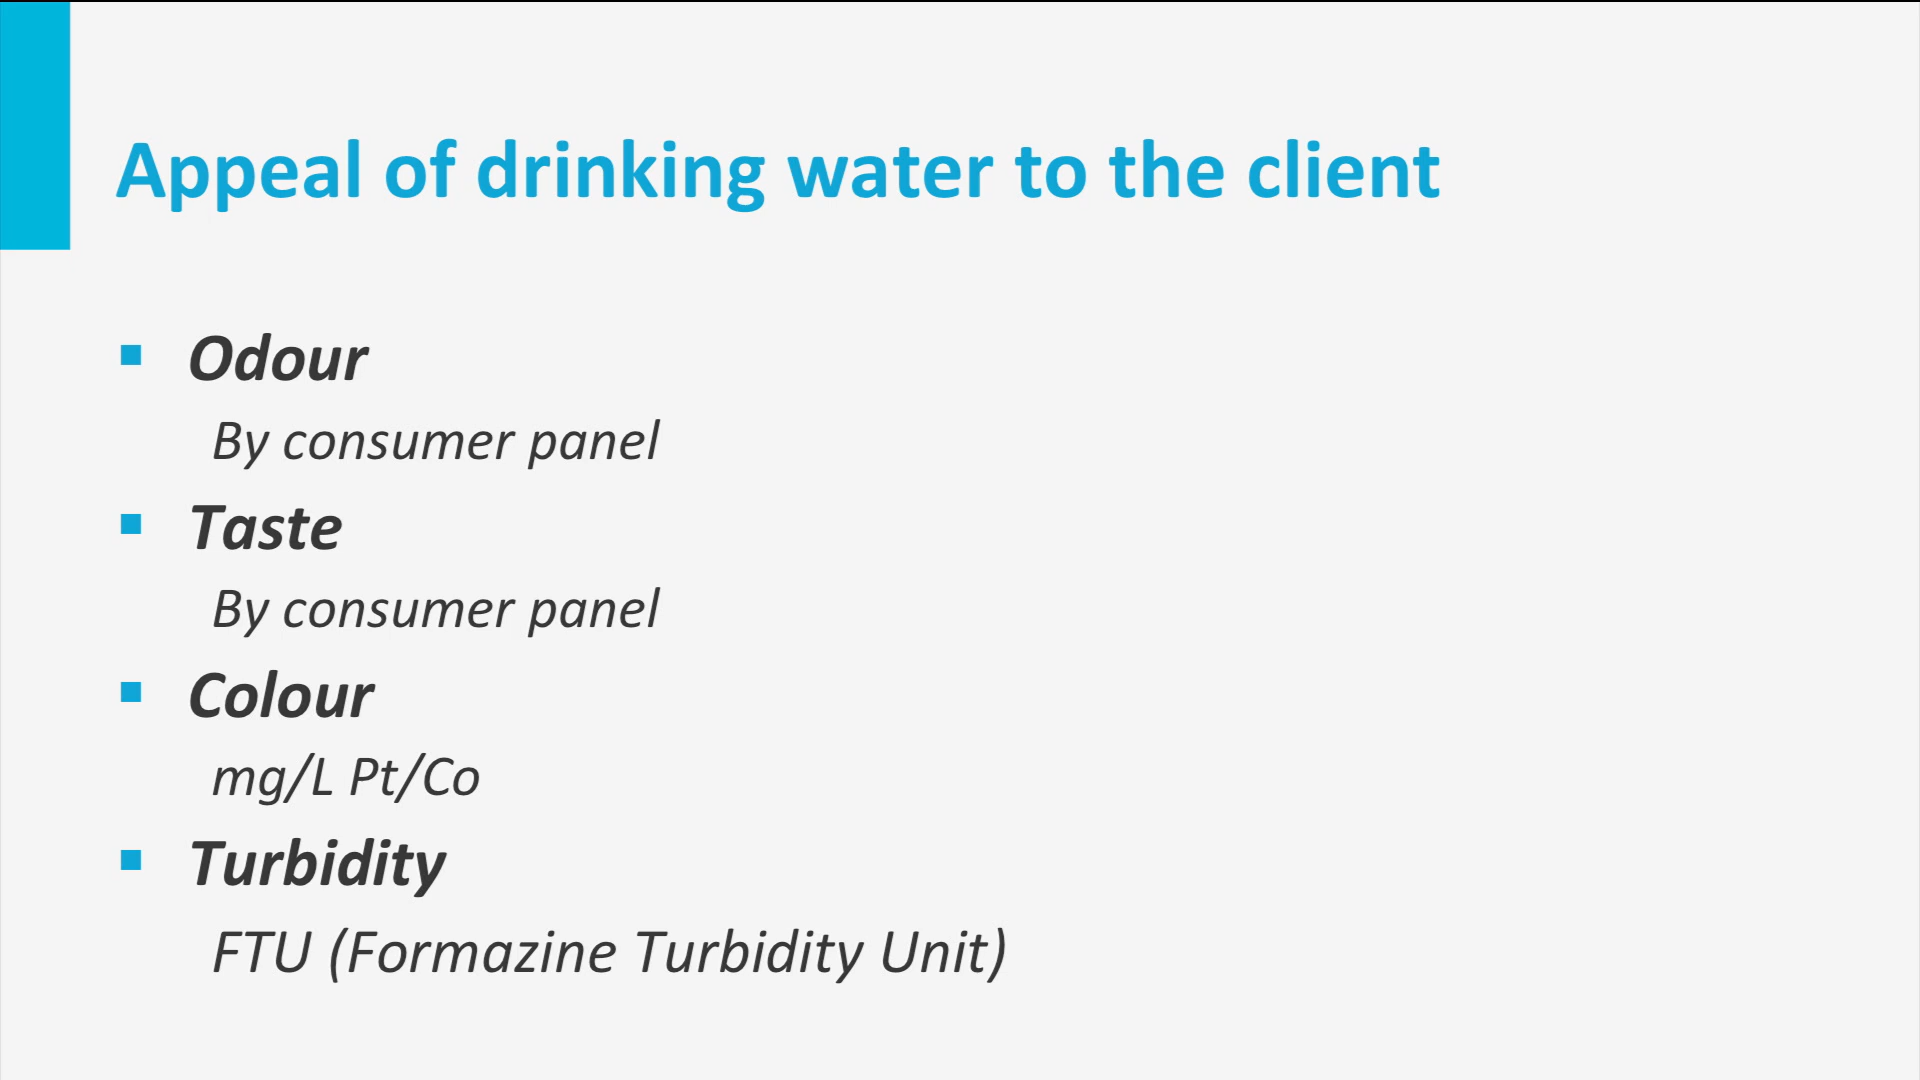 Appeal of drinking water to the client
Odour
By consumer panel
Taste
By consumer panel
Colour
mg/L Pt/Co
Turbidity
FTU (Formazine Turbidity Unit)